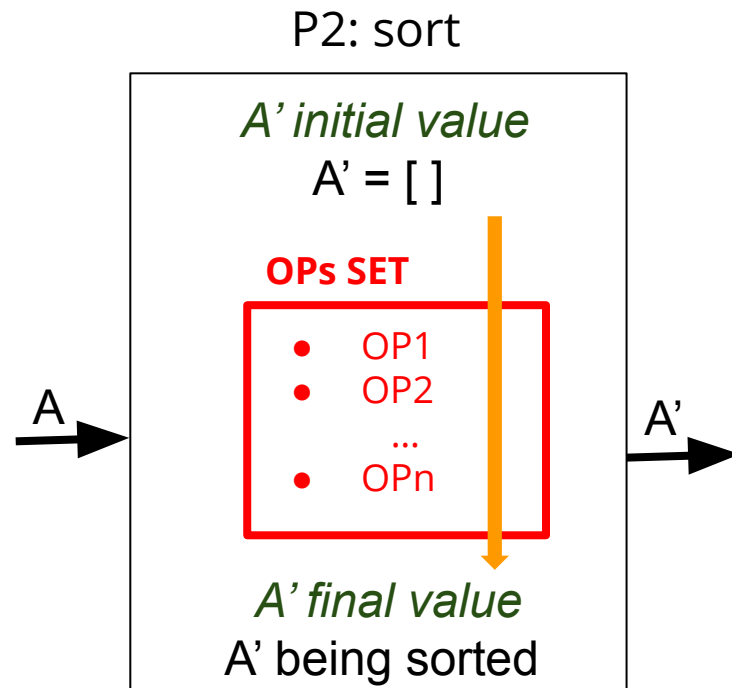 P2: sort
A’ initial value
A’ = [ ]
OPs SET
● OP1
● OP2
...
● OPn
A
A’
A’ final value
A’ being sorted